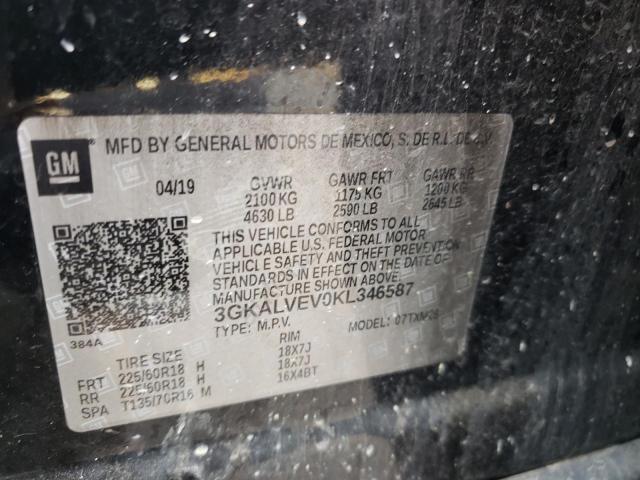 GM
MFD BY GENERAL MOTORS DE MEXICO, S. DE R.L. DE C.V.
04/19 GVWR GAWR FRT GAWR RR
2100 KG 1175 KG 1200 KG
4630 LB 2590 LB 2645 LB
THIS VEHICLE CONFORMS TO ALL
APPLICABLE U.S. FEDERAL MOTOR
VEHICLE SAFETY AND THEFT PREVENTION
STANDARDS IN EFFECT ON THE DATE
OF MANUFACTURE SHOWN ABOVE.
3GKALVEV0KL346587
TYPE: M.P.V. MODEL:
384A
TIRE SIZE RIM
FRT 225/60R18 H 18X7J
RR 225/60R18 H 18X7J
SPA T135/70R16 M 16X4BT